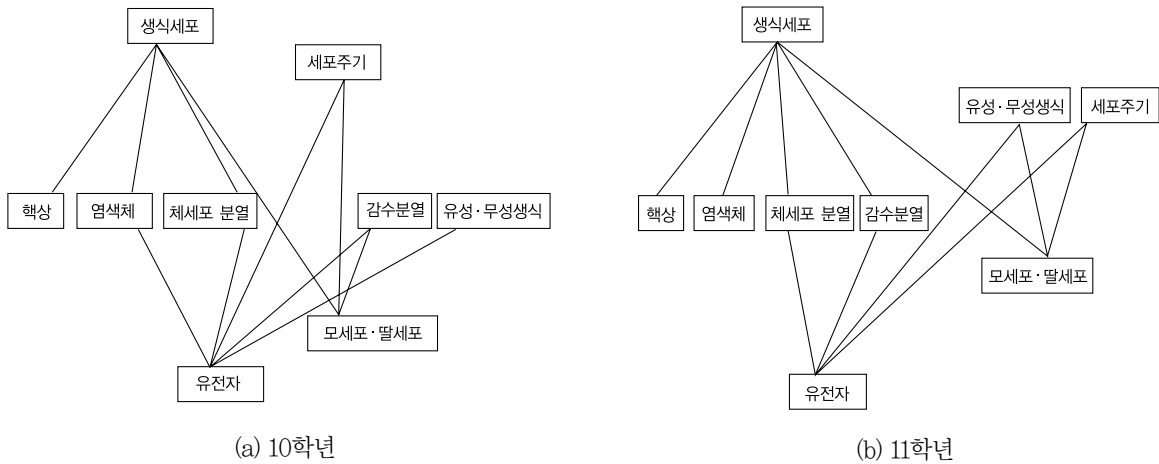 생식세포
세포주기
핵상
염색체
체세포 분열
감수분열
유성·무성생식
모세포·딸세포
유전자
(a) 10학년
생식세포
유성·무성생식
세포주기
핵상
염색체
체세포 분열
감수분열
모세포·딸세포
유전자
(b) 11학년